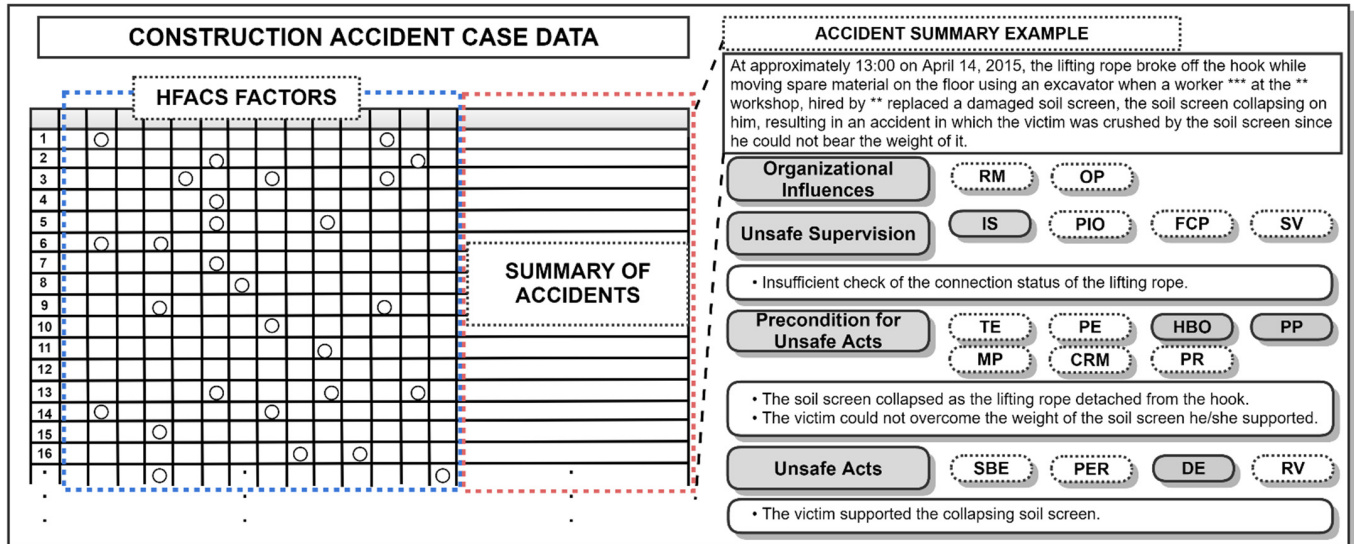 CONSTRUCTION ACCIDENT CASE DATA
HFACS FACTORS
1
2
3
4
5
6
7
8
9
10
11
12
13
14
15
16
SUMMARY OF
ACCIDENTS
ACCIDENT SUMMARY EXAMPLE
At approximately 13:00 on April 14, 2015, the lifting rope broke off the hook while
moving spare material on the floor using an excavator when a worker *** at the **
workshop, hired by ** replaced a damaged soil screen, the soil screen collapsing on
him, resulting in an accident in which the victim was crushed by the soil screen since
he could not bear the weight of it.
Organizational
Influences
RM OP
Unsafe Supervision
IS PIO FCP SV
• Insufficient check of the connection status of the lifting rope.
Precondition for
Unsafe Acts
TE PE HBO PP
MP CRM PR
• The soil screen collapsed as the lifting rope detached from the hook.
• The victim could not overcome the weight of the soil screen he/she supported.
Unsafe Acts
SBE PER DE RV
• The victim supported the collapsing soil screen.